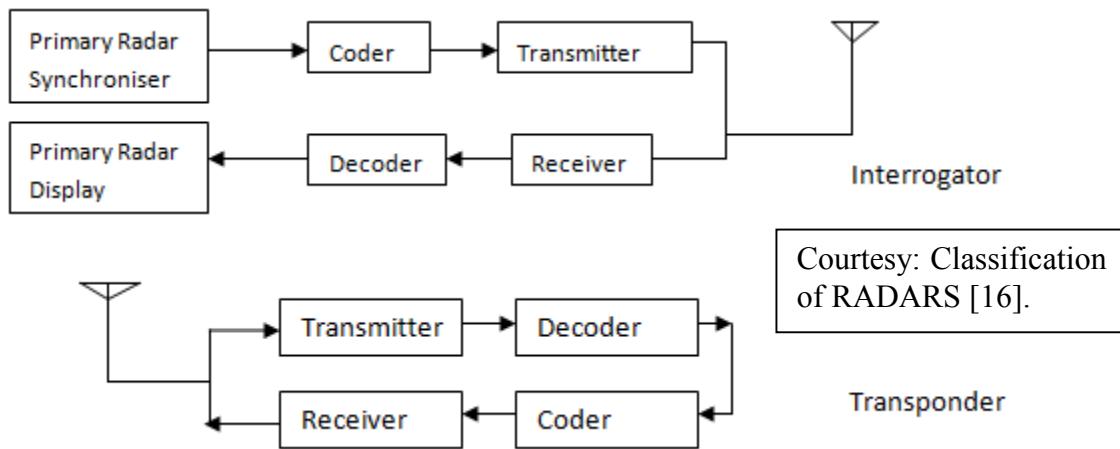 Primary Radar
Synchroniser
Coder
Transmitter
Primary Radar
Display
Decoder
Receiver
Interrogator
Courtesy: Classification
of RADARS [16].
Transmitter
Decoder
Receiver
Coder
Transponder